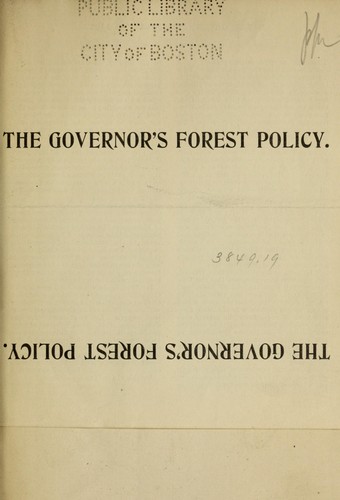 PUBLIC LIBRARY
OF THE
CITY OF BOSTON
THE GOVERNOR'S FOREST POLICY.
3840.19
THE GOVERNOR'S FOREST POLICY.